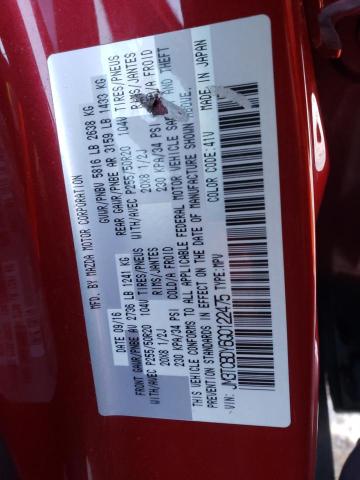 MFD. BY MAZDA MOTOR CORPORATION
DATE: 09/16 GVWR/PNBV 5816 LB 2638 KG
FRONT GAWR/PNBE AV 2736 LB 1241 KG REAR GAWR/PNBE AR 3159 LB 1433 KG
WITH/AVEC P255/50R20 104V TIRES/PNEUS WITH/AVEC P255/50R20 104V TIRES/PNEUS
20X8 1/2J RIMS/JANTES 20X8 1/2J RIMS/JANTES
230 KPA/34 PSI COLD/A FROID 230 KPA/34 PSI COLD/A FROID
THIS VEHICLE CONFORMS TO ALL APPLICABLE FEDERAL MOTOR VEHICLE SAFETY AND THEFT
STANDARDS IN EFFECT ON THE DATE OF MANUFACTURE SHOWN ABOVE.
VIN: TYPE:MPV COLOR CODE:41V MADE IN JAPAN